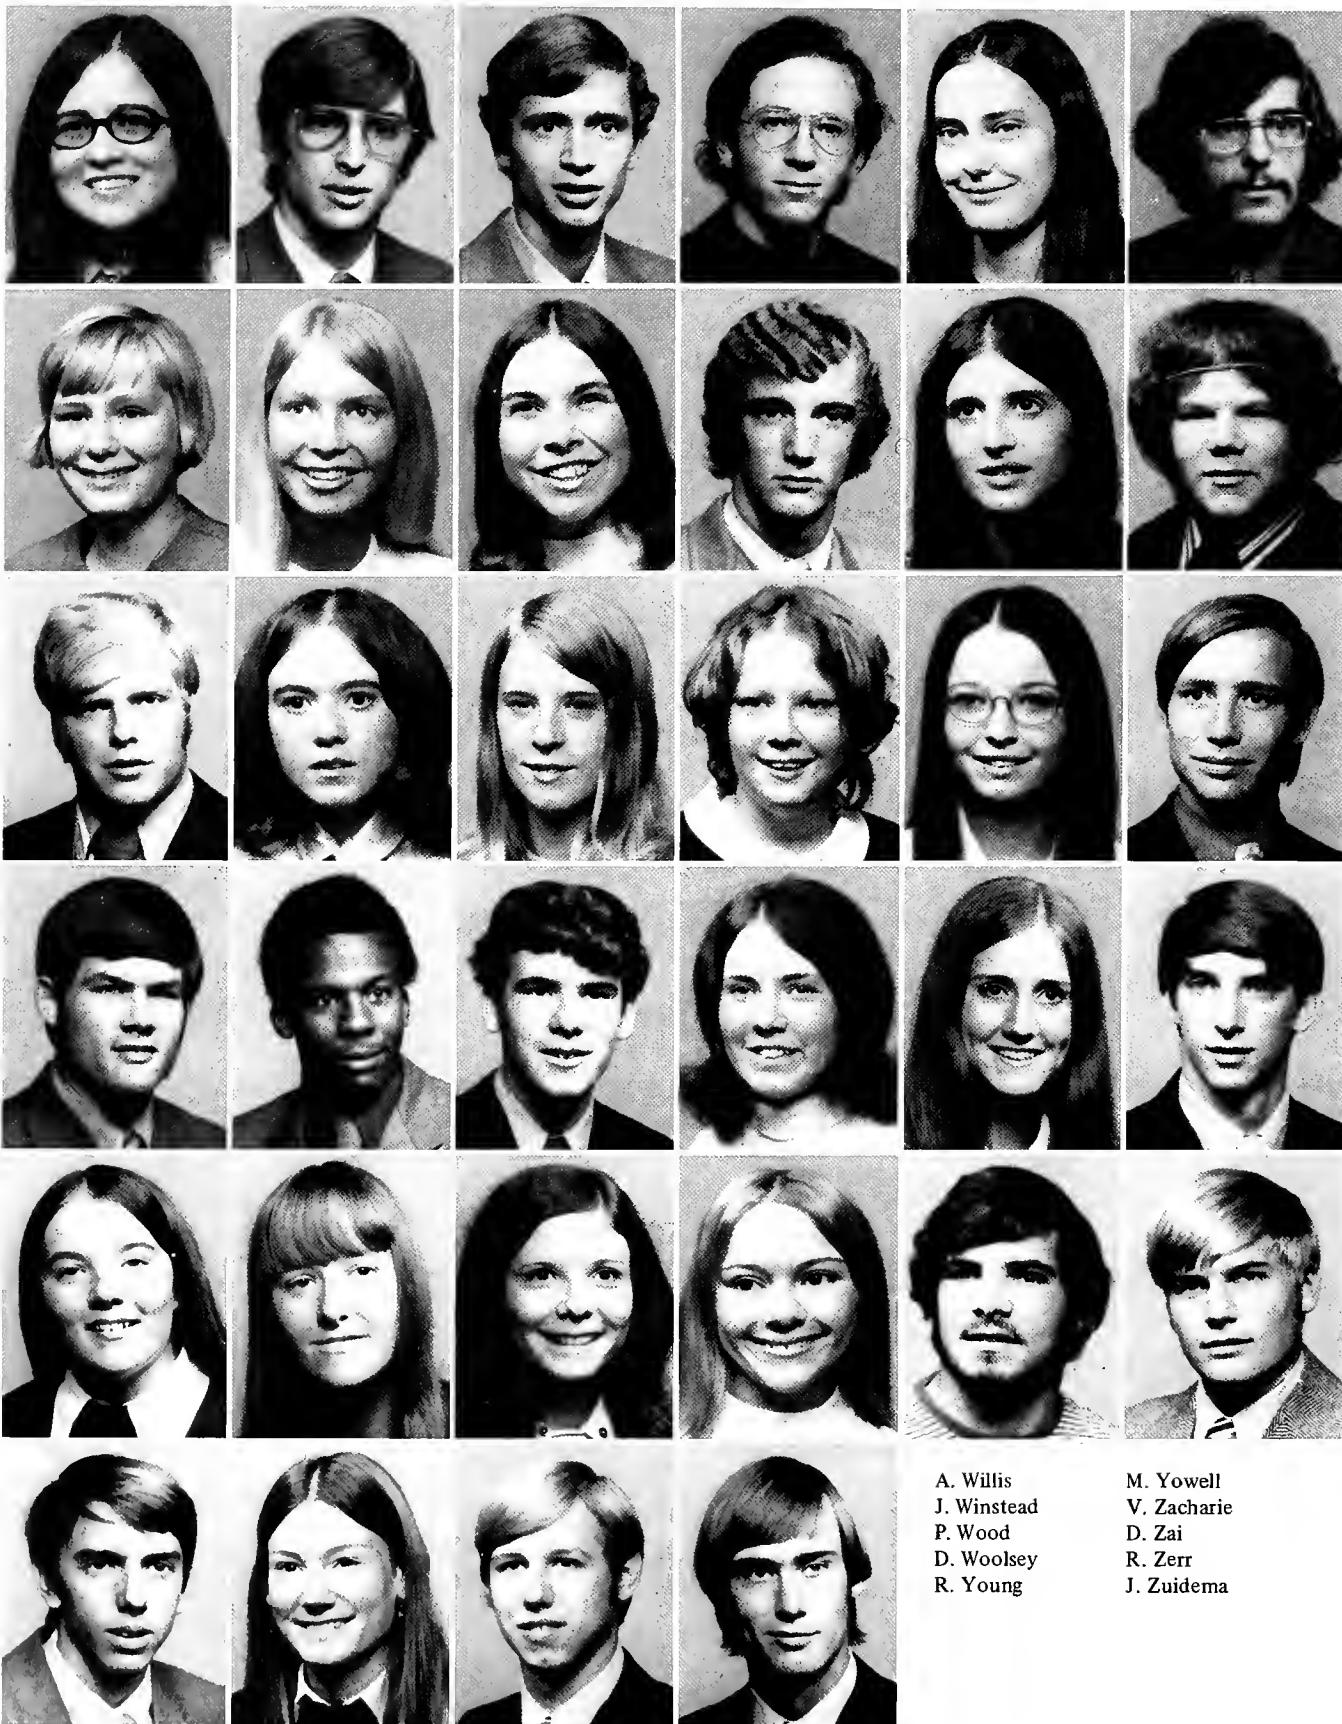 A. Willis
J. Winstead
P. Wood
D. Woolsey
R. Young
M. Yowell
V. Zacharie
D. Zai
R. Zerr
J. Zuidema